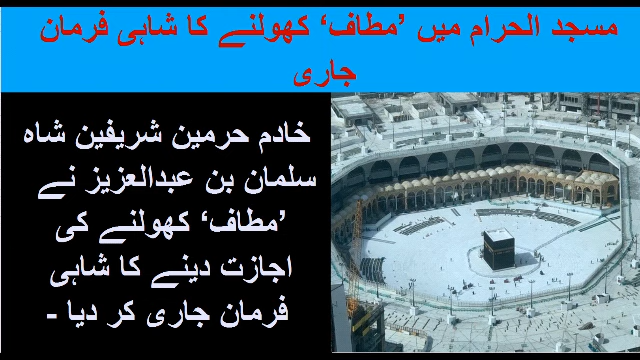 مسجد الحرام میں ’مطاف‘ کھولنے کا شاہی فرمان
جاری
خادم حرمین شریفین شاہ
سلمان بن عبدالعزیز نے
’مطاف‘ کھولنے کی
اجازت دینے کا شاہی
فرمان جاری کر دیا -